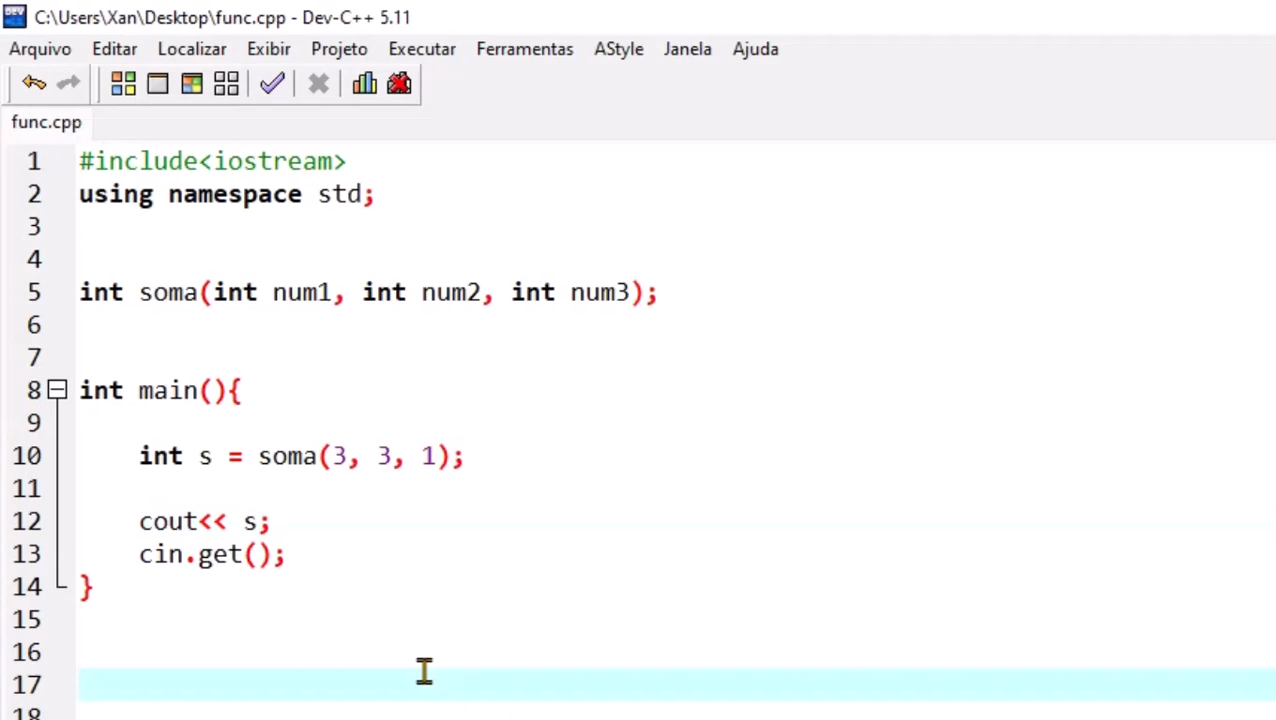 C:\Users\Xan\Desktop\func.cpp - Dev-C++ 5.11
Arquivo Editar Localizar Exibir Projeto Executar Ferramentas AStyle Janela Ajuda
func.cpp
1 #include<iostream>
2 using namespace std;
3
4
5 int soma(int num1, int num2, int num3);
6
7
8 int main(){
9
10 int s = soma(3, 3, 1);
11
12 cout<< s;
13 cin.get();
14 }
15
16
17
18